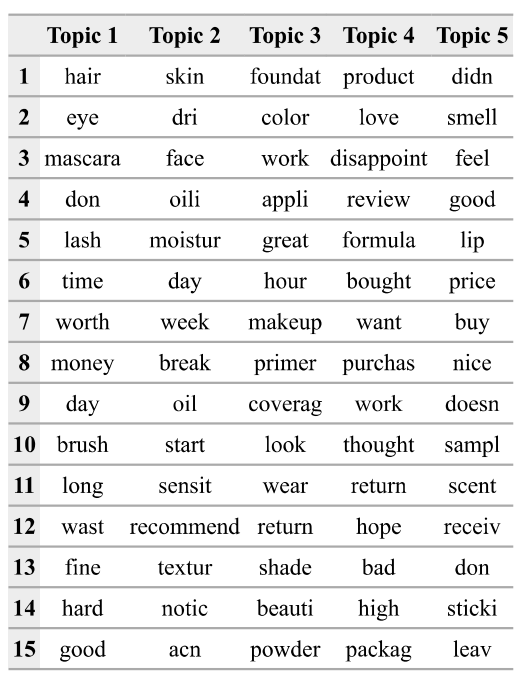 Topic 1 Topic 2 Topic 3 Topic 4 Topic 5
1 hair skin foundat product didn
2 eye dri color love smell
3 mascara face work disappoint feel
4 don oili appli review good
5 lash moistur great formula lip
6 time day hour bought price
7 worth week makeup want buy
8 money break primer purchas nice
9 day oil coverag work doesn
10 brush start look thought sampl
11 long sensit wear return scent
12 wast recommend return hope receiv
13 fine textur shade bad don
14 hard notic beauti high sticki
15 good acn powder packag leav